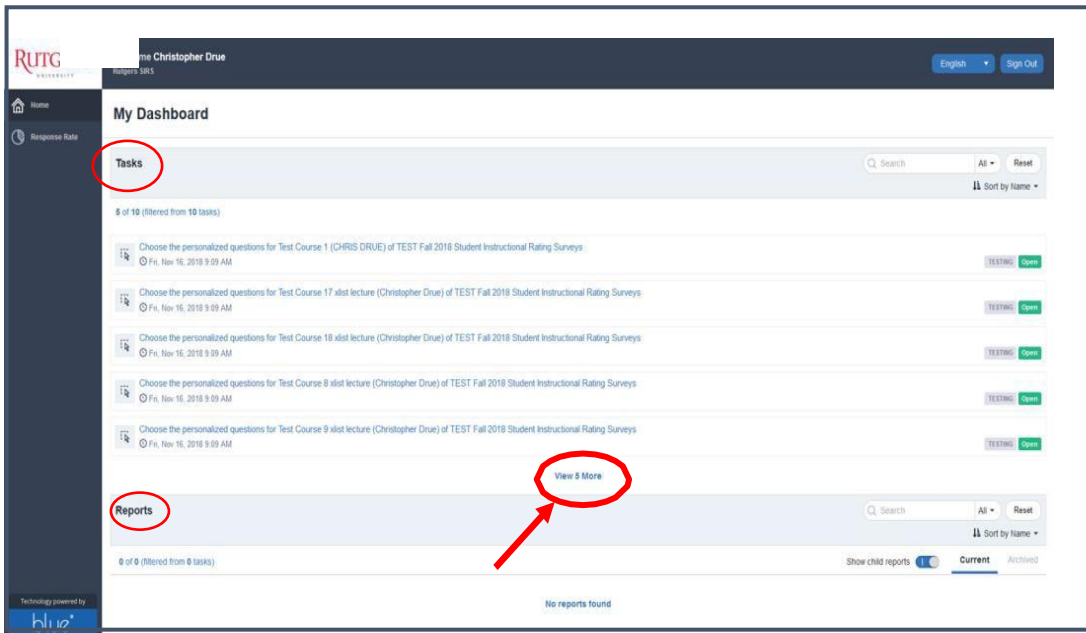 RUTG
UNIVERSITY
me Christopher Drue
Rutgers SIRS
English
Sign Out
Home
Response Rate
My Dashboard
Tasks
Search
All
Reset
Sort by Name
5 of 10 (filtered from 10 tasks)
Choose the personalized questions for Test Course 1 (CHRIS DRUE) of TEST Fall 2018 Student Instructional Rating Surveys
Fri, Nov 16, 2018 9:09 AM
TESTING Open
Choose the personalized questions for Test Course 17 xlist lecture (Christopher Drue) of TEST Fall 2018 Student Instructional Rating Surveys
Fri, Nov 16, 2018 9:09 AM
TESTING Open
Choose the personalized questions for Test Course 18 xlist lecture (Christopher Drue) of TEST Fall 2018 Student Instructional Rating Surveys
Fri, Nov 16, 2018 9:09 AM
TESTING Open
Choose the personalized questions for Test Course 8 xlist lecture (Christopher Drue) of TEST Fall 2018 Student Instructional Rating Surveys
Fri, Nov 16, 2018 9:09 AM
TESTING Open
Choose the personalized questions for Test Course 9 xlist lecture (Christopher Drue) of TEST Fall 2018 Student Instructional Rating Surveys
Fri, Nov 16, 2018 9:09 AM
TESTING Open
View 5 More
Reports
Search
All
Reset
Sort by Name
0 of 0 (filtered from 0 tasks)
Show child reports
Current
Archived
No reports found
Technology powered by
blue